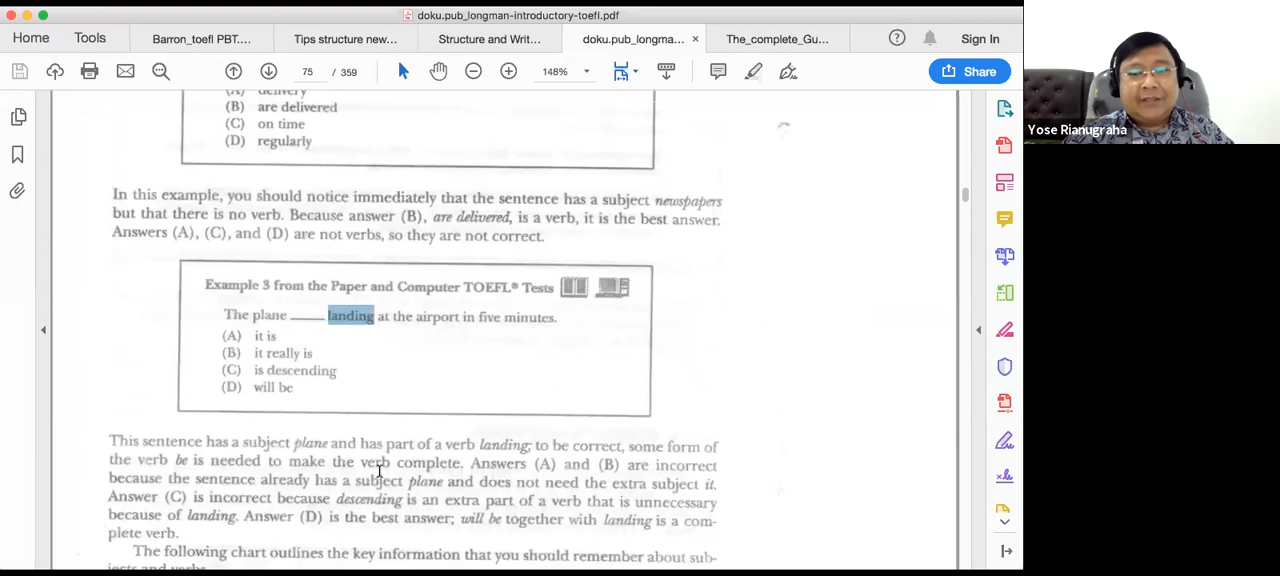 doku.pub_longman-introductory-toefl.pdf
Home Tools Barron_toefl PBT.... Tips structure new... Structure and Writ... doku.pub_longma... × The_complete_Gu... Sign In
75 / 359 148% Share
Yose Rianugraha
(A) delivery
(B) are delivered
(C) on time
(D) regularly
In this example, you should notice immediately that the sentence has a subject newspapers
but that there is no verb. Because answer (B), are delivered, is a verb, it is the best answer.
Answers (A), (C), and (D) are not verbs, so they are not correct.
Example 3 from the Paper and Computer TOEFL® Tests
The plane _____ landing at the airport in five minutes.
(A) it is
(B) it really is
(C) is descending
(D) will be
This sentence has a subject plane and has part of a verb landing; to be correct, some form of
the verb be is needed to make the verb complete. Answers (A) and (B) are incorrect
because the sentence already has a subject plane and does not need the extra subject it.
Answer (C) is incorrect because descending is an extra part of a verb that is unnecessary
because of landing. Answer (D) is the best answer; will be together with landing is a com-
plete verb.
The following chart outlines the key information that you should remember about sub-
jects and verbs.